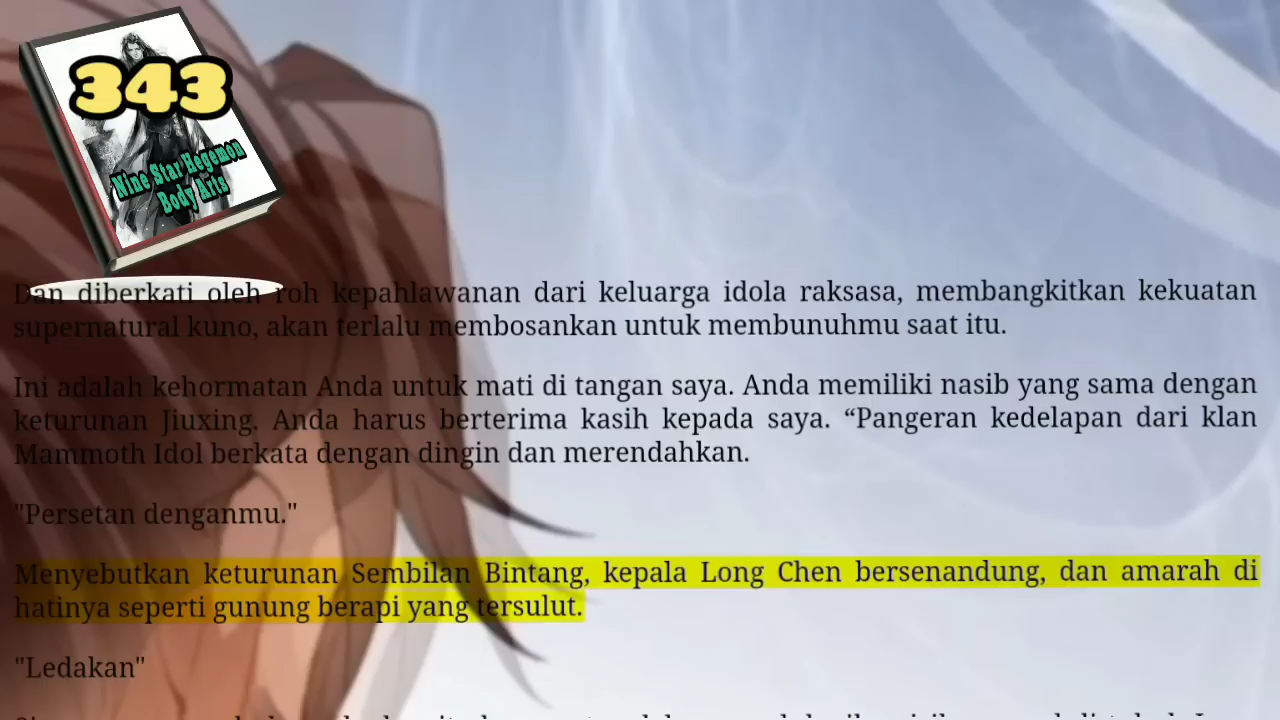 343
Nine Star Hegemon
Body Arts
Dan diberkati oleh roh kepahlawanan dari keluarga idola raksasa, membangkitkan kekuatan
supernatural kuno, akan terlalu membosankan untuk membunuhmu saat itu.
Ini adalah kehormatan Anda untuk mati di tangan saya. Anda memiliki nasib yang sama dengan
keturunan Jiuxing. Anda harus berterima kasih kepada saya. “Pangeran kedelapan dari klan
Mammoth Idol berkata dengan dingin dan merendahkan.
"Persetan denganmu."
Menyebutkan keturunan Sembilan Bintang, kepala Long Chen bersenandung, dan amarah di
hatinya seperti gunung berapi yang tersulut.
"Ledakan"